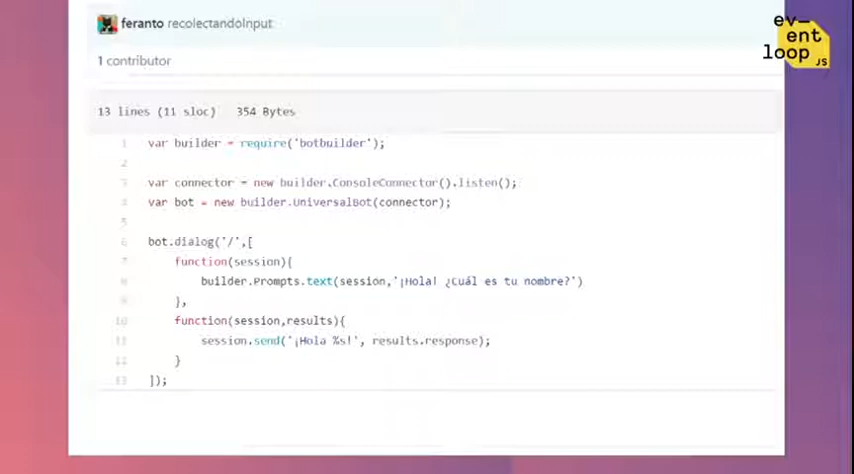 feranto recolectandoInput
ev—
ent
loop
JS
1 contributor
13 lines (11 sloc) 354 Bytes
1 var builder = require('botbuilder');
2
3 var connector = new builder.ConsoleConnector().listen();
4 var bot = new builder.UniversalBot(connector);
5
6 bot.dialog('/',[
7 function(session){
8 builder.Prompts.text(session,'¡Hola! ¿Cuál es tu nombre?')
9 },
10 function(session,results){
11 session.send('¡Hola %s!', results.response);
12 }
13 ]);